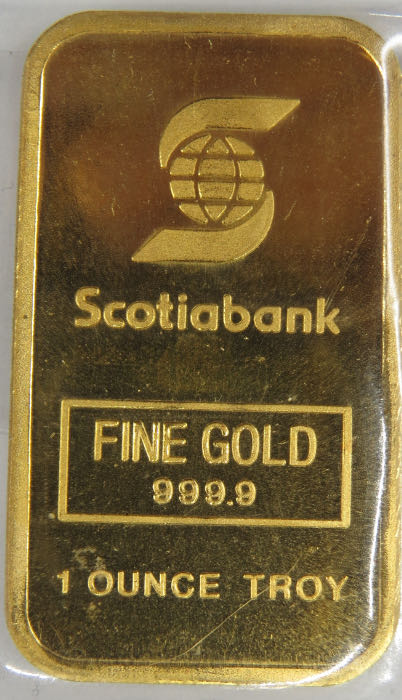 Scotiabank
FINE GOLD
999.9
1 OUNCE TROY